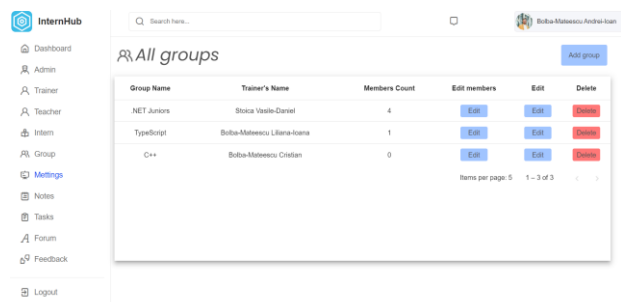 InternHub
Search here...
Bolba-Mateescu Andrei-Ioan
Dashboard
Admin
Trainer
Teacher
Intern
Group
Mettings
Notes
Tasks
Forum
Feedback
Logout
All groups
Add group
Group Name Trainer's Name Members Count Edit members Edit Delete
.NET Juniors Stoica Vasile-Daniel 4 Edit Edit Delete
TypeScript Bolba-Mateescu Liliana-Ioana 1 Edit Edit Delete
C++ Bolba-Mateescu Cristian 0 Edit Edit Delete
Items per page: 5 1 – 3 of 3